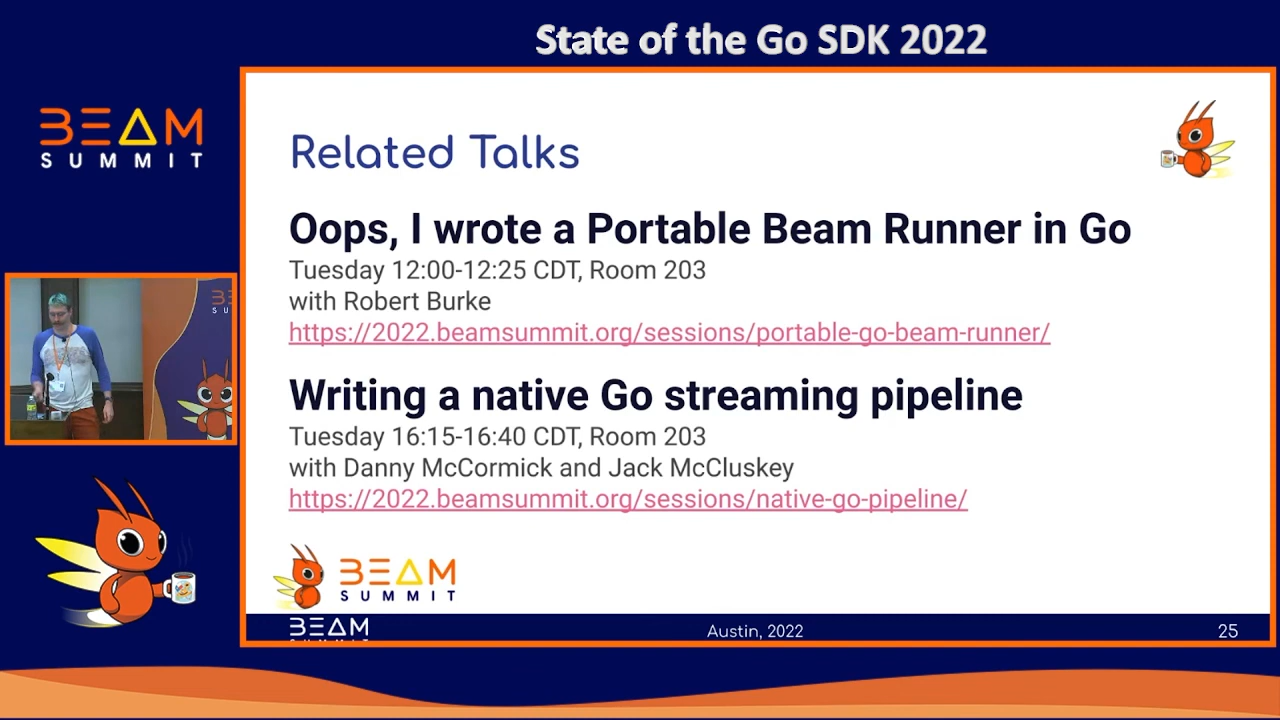 State of the Go SDK 2022
BEAM
SUMMIT
Related Talks
Oops, I wrote a Portable Beam Runner in Go
Tuesday 12:00-12:25 CDT, Room 203
with Robert Burke
https://2022.beamsummit.org/sessions/portable-go-beam-runner/
Writing a native Go streaming pipeline
Tuesday 16:15-16:40 CDT, Room 203
with Danny McCormick and Jack McCluskey
https://2022.beamsummit.org/sessions/native-go-pipeline/
BEAM
SUMMIT
BEAM
Austin, 2022
25